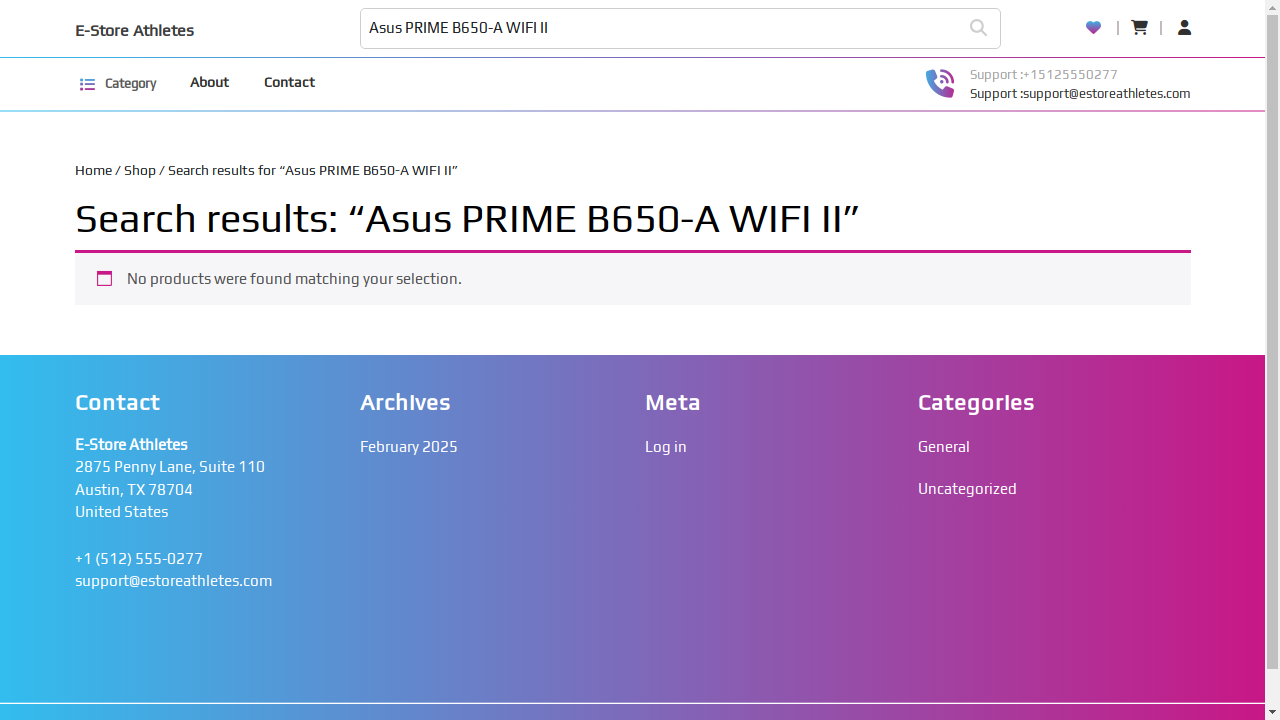 E-Store Athletes
Asus PRIME B650-A WIFI II
Category
About
Contact
Support :+15125550277
Support :support@estoreathletes.com
Home / Shop / Search results for “Asus PRIME B650-A WIFI II”
Search results: “Asus PRIME B650-A WIFI II”
No products were found matching your selection.
Contact
E-Store Athletes
2875 Penny Lane, Suite 110
Austin, TX 78704
United States
+1 (512) 555-0277
support@estoreathletes.com
Archives
February 2025
Meta
Log in
Categories
General
Uncategorized